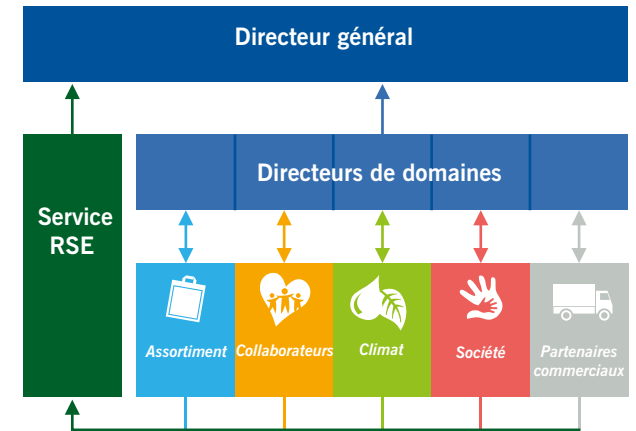 Directeur général
Directeurs de domaines
Service
RSE
Assortiment
Collaborateurs
Climat
Société
Partenaires
commerciaux